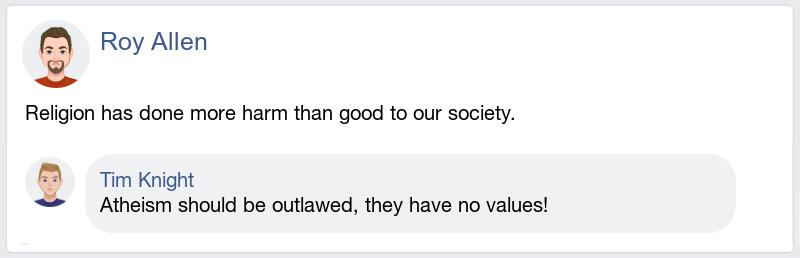 Roy Allen
Religion has done more harm than good to our society.
Tim Knight
Atheism should be outlawed, they have no values!